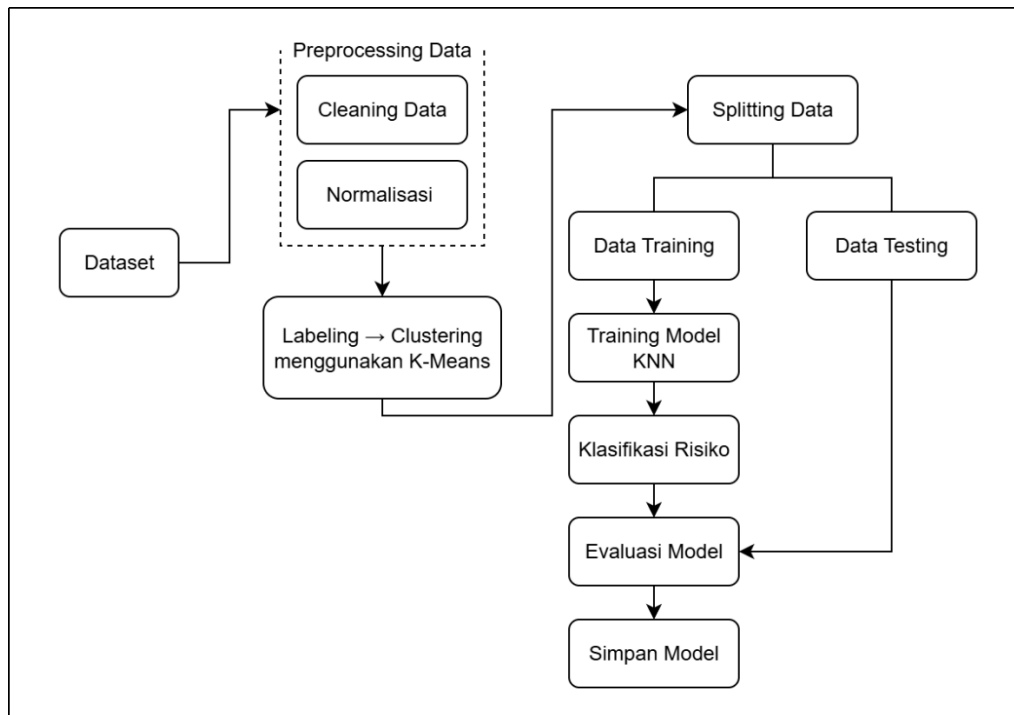 Preprocessing Data
Cleaning Data
Normalisasi
Dataset
Labeling → Clustering
menggunakan K-Means
Splitting Data
Data Training
Data Testing
Training Model
KNN
Klasifikasi Risiko
Evaluasi Model
Simpan Model